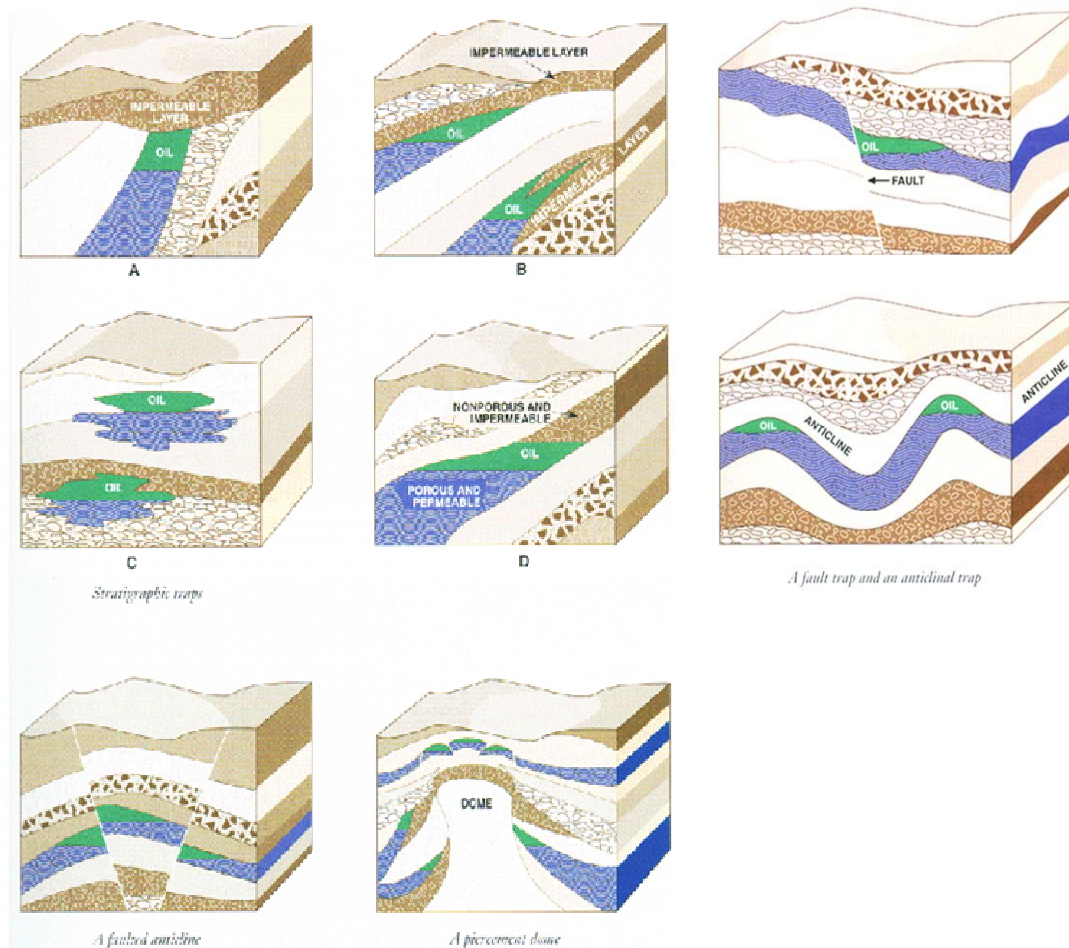 IMPERMEABLE
LAYER
OIL
A
IMPERMEABLE LAYER
OIL
OIL
IMPERMEABLE LAYER
B
OIL
FAULT
OIL
OIL
C
Stratigraphic traps
NONPOROUS AND
IMPERMEABLE
OIL
POROUS AND
PERMEABLE
D
OIL
ANTICLINE
OIL
ANTICLINE
A fault trap and an anticlinal trap
A faulted anticline
DOME
A piercement dome